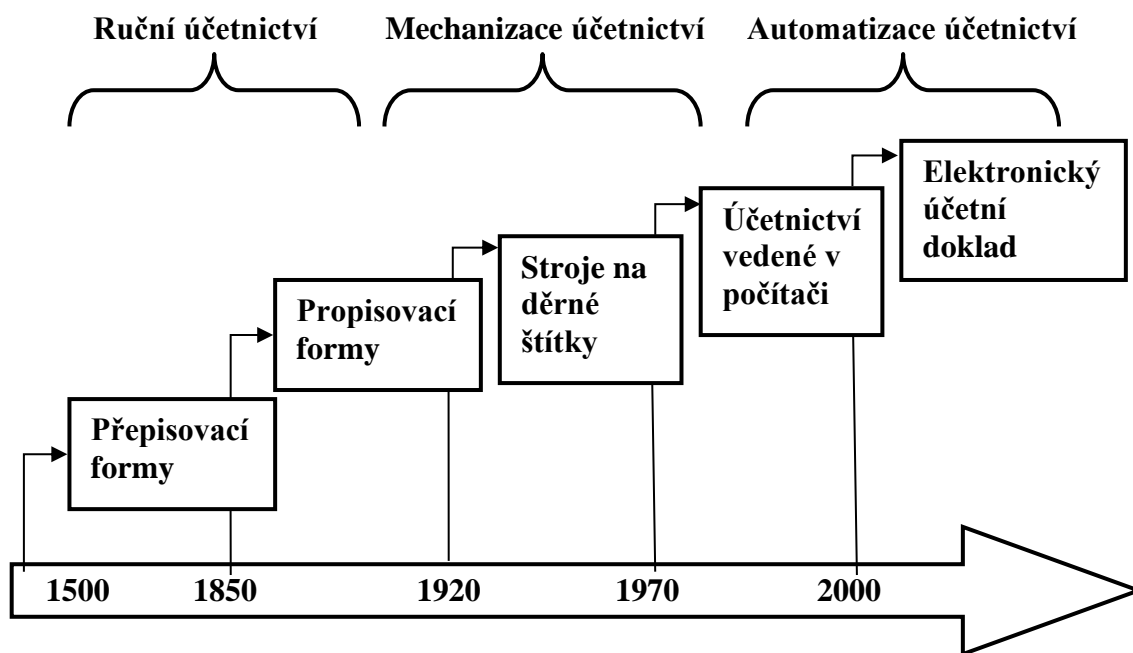 Ruční účetnictví
Mechanizace účetnictví
Automatizace účetnictví
Elektronický
účetní
doklad
Účetnictví
vedené v
počítači
Stroje na
děrné
štítky
Propisovací
formy
Přepisovací
formy
1500
1850
1920
1970
2000